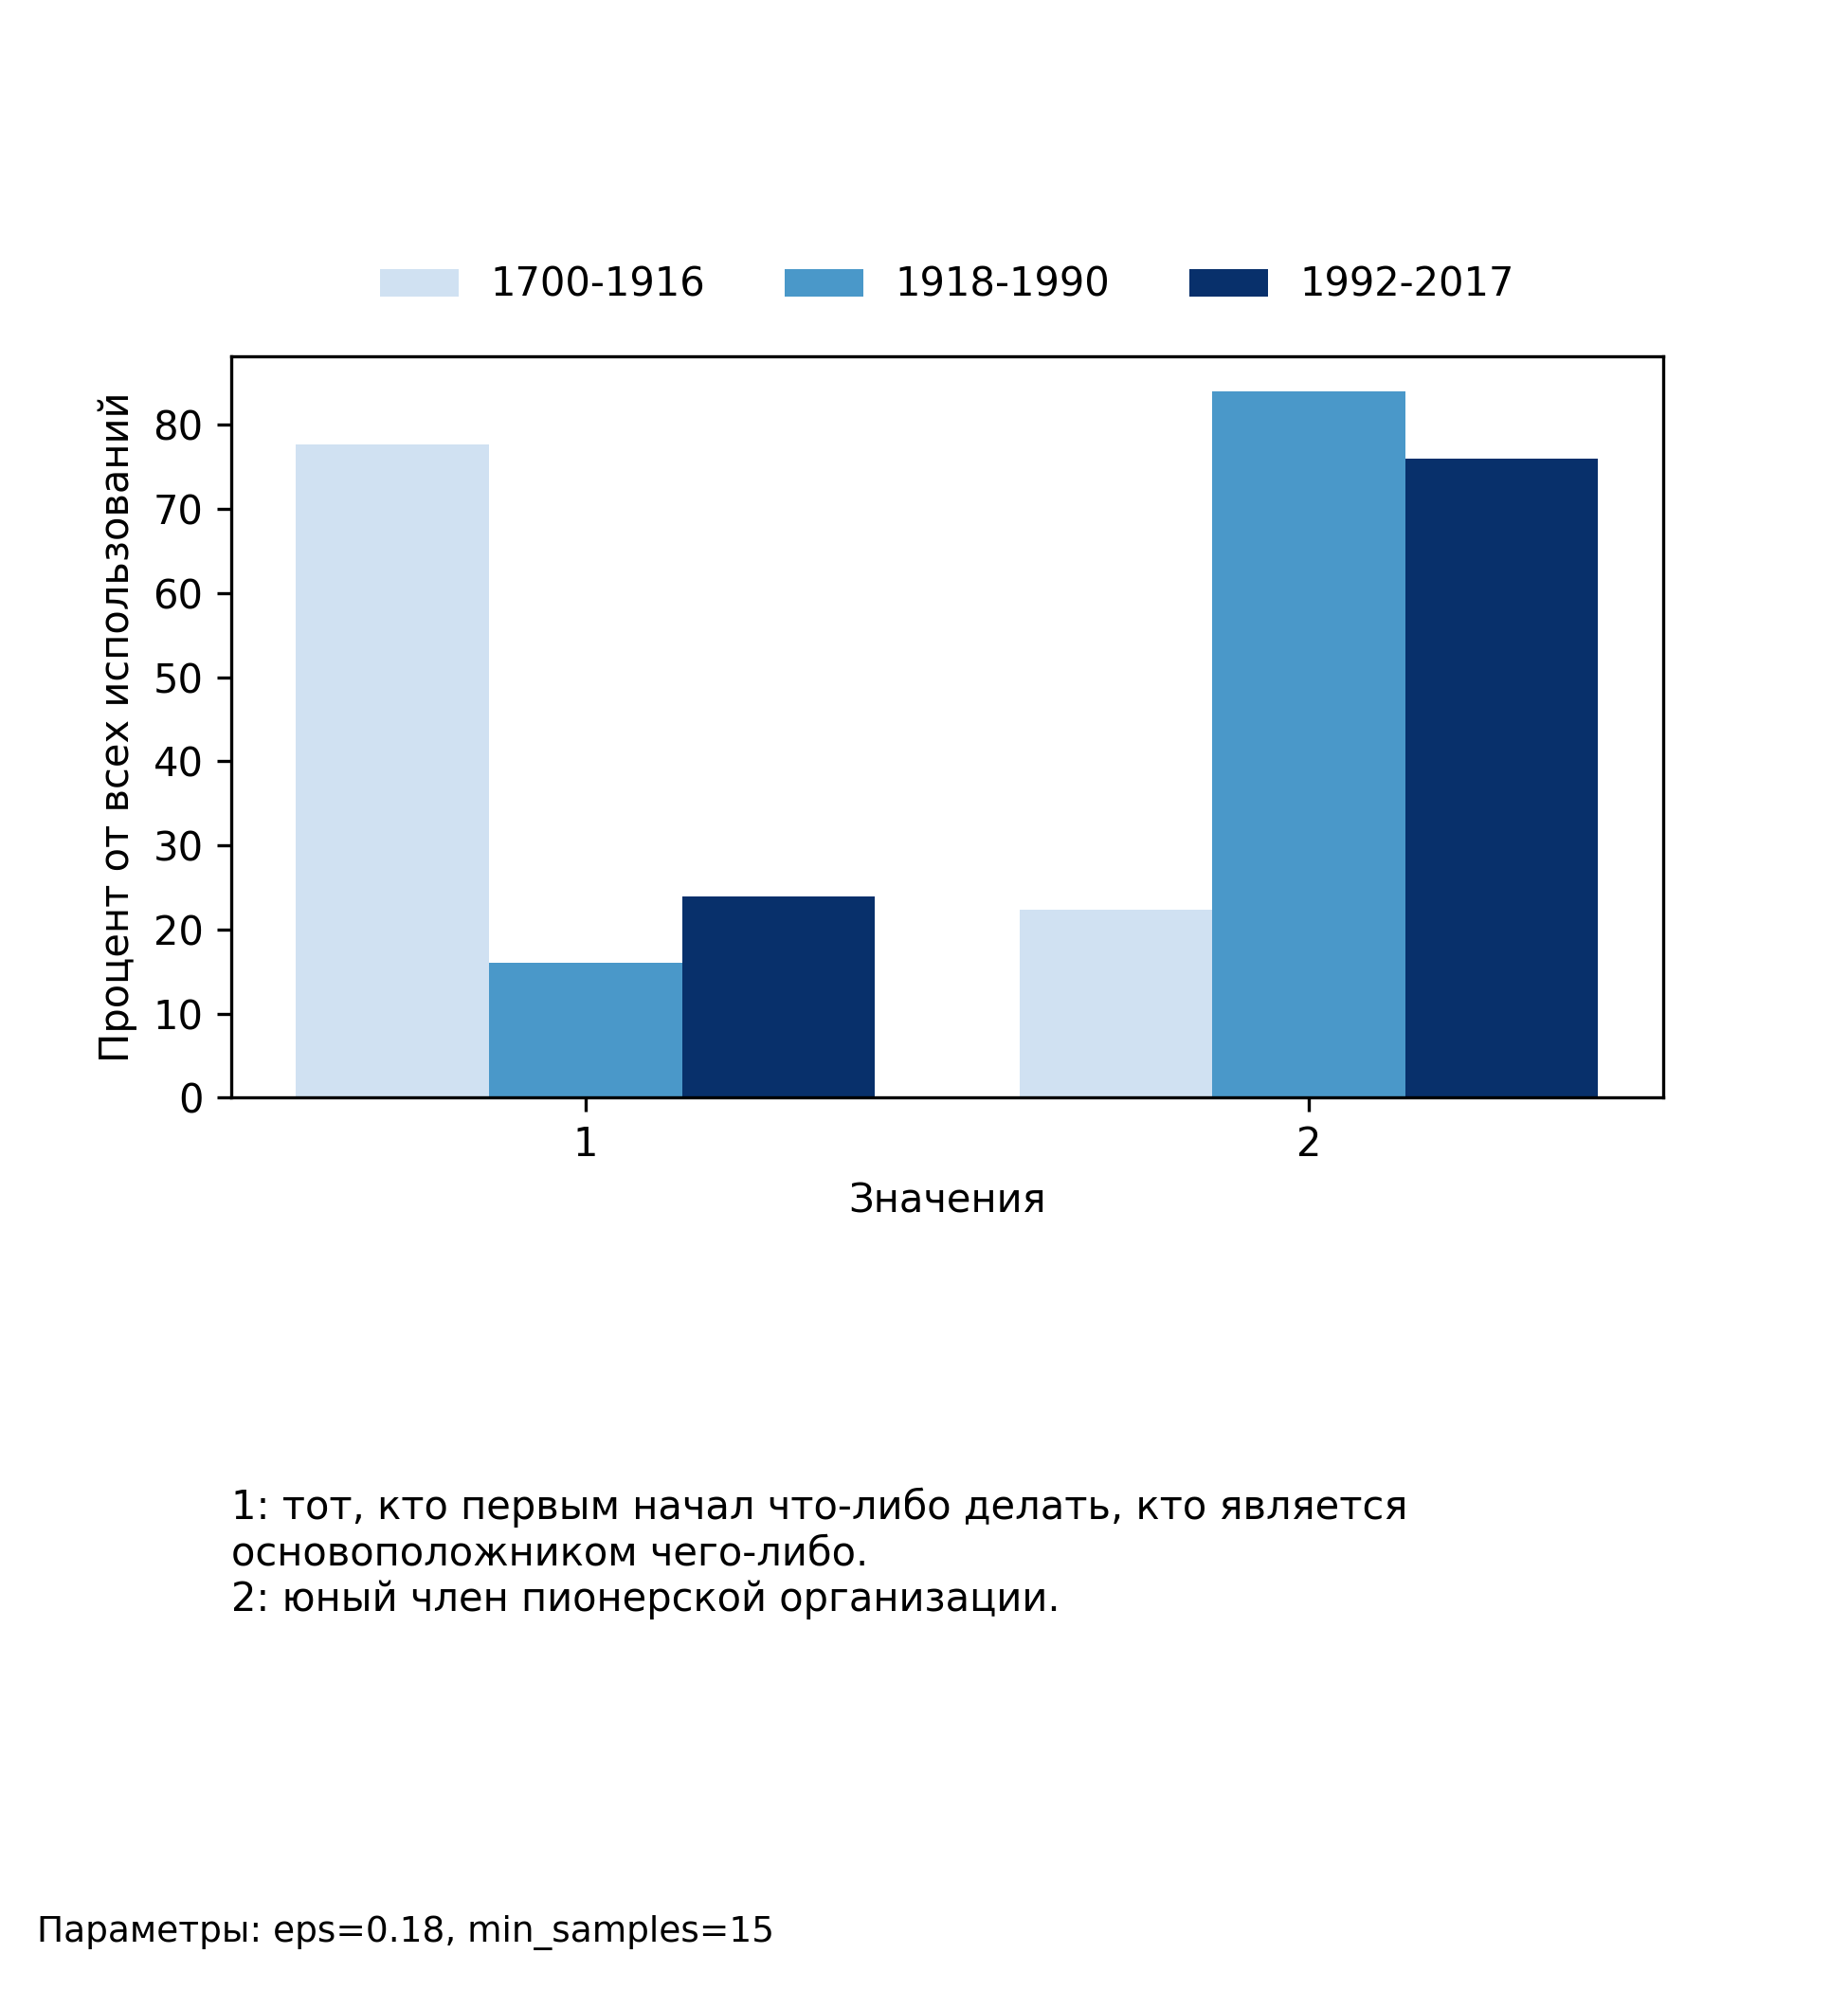 1700-1916 1918-1990 1992-2017
Процент от всех использований
80
70
60
50
40
30
20
10
0
1 2
Значения
1: тот, кто первым начал что-либо делать, кто является
основоположником чего-либо.
2: юный член пионерской организации.
Параметры: eps=0.18, min_samples=15